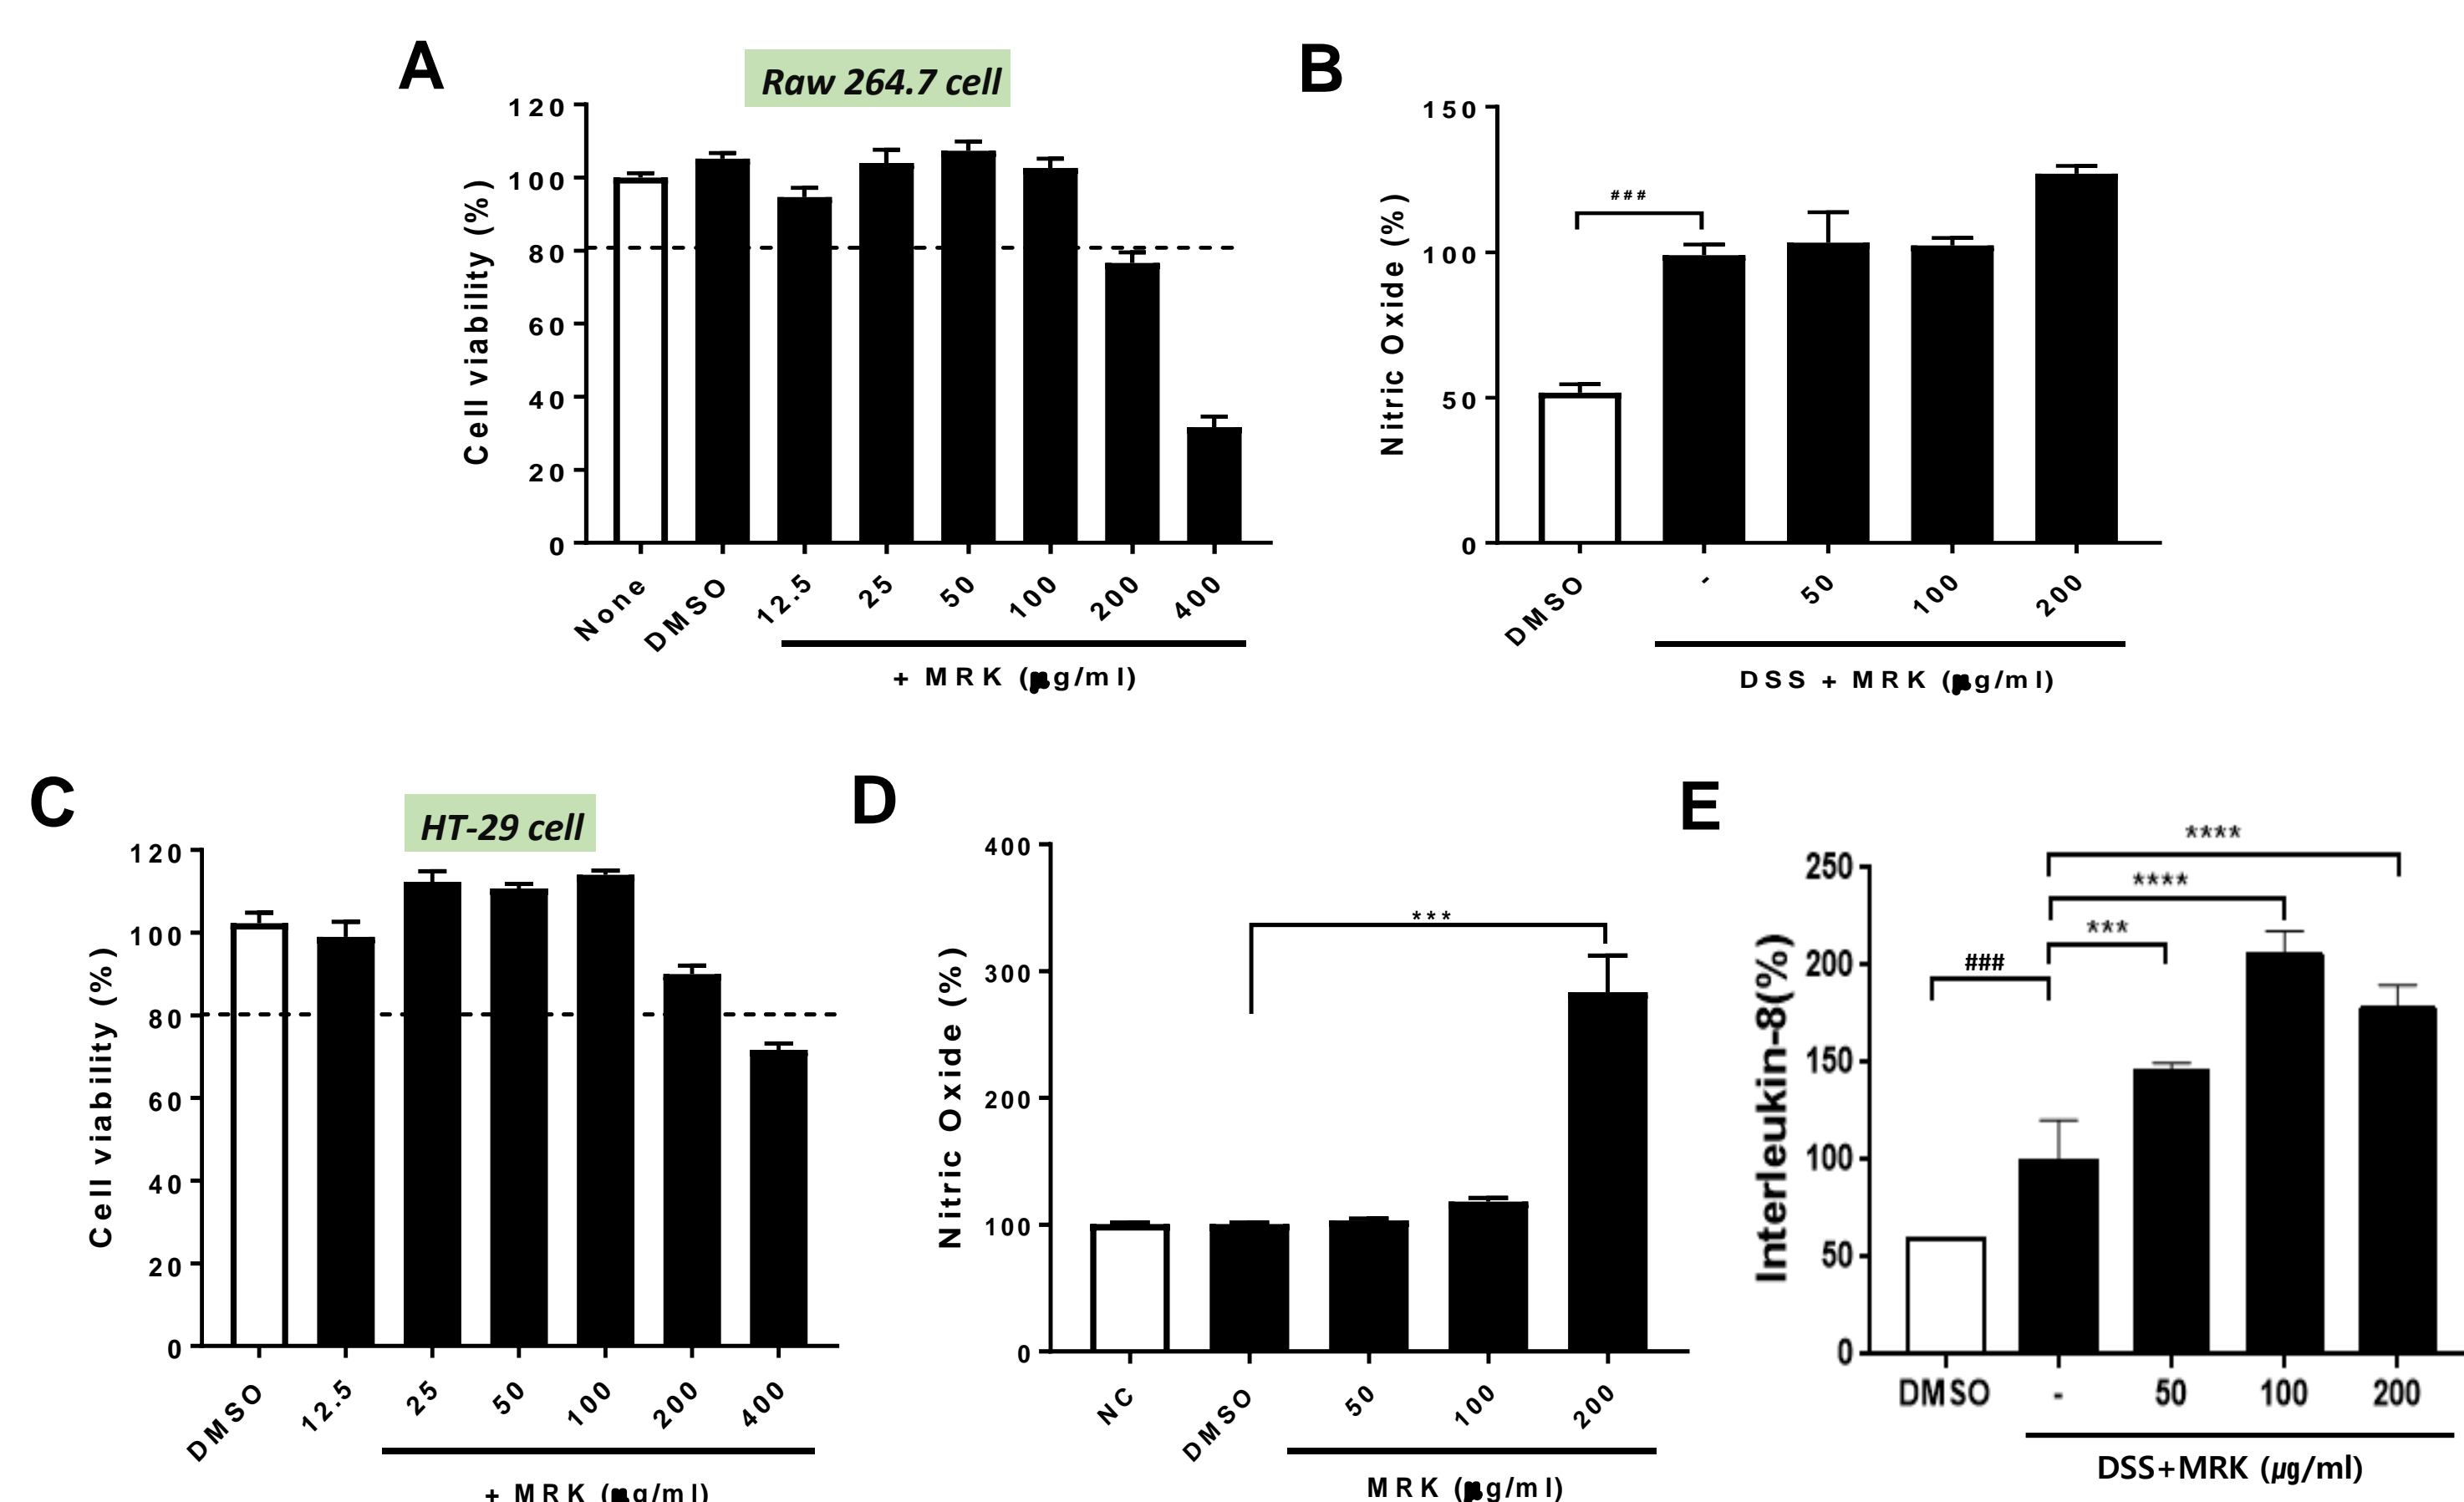 A
Raw 264.7 cell
Cell viability (%)
120
100
80
60
40
20
0
None
DMSO
12.5
25
50
100
200
400
+ MRK (μg/ml)
B
Nitric Oxide (%)
150
100
50
0
###
DMSO
-
50
100
200
DSS + MRK (μg/ml)
C
HT-29 cell
Cell viability (%)
120
100
80
60
40
20
0
DMSO
12.5
25
50
100
200
400
+ MRK (μg/ml)
D
Nitric Oxide (%)
400
300
200
100
0
***
NC
DMSO
50
100
200
MRK (μg/ml)
E
Interleukin-8(%)
250
200
150
100
50
0
****
****
***
###
DMSO
-
50
100
200
DSS+MRK (μg/ml)